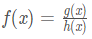 f(x) = g(x)/h(x)